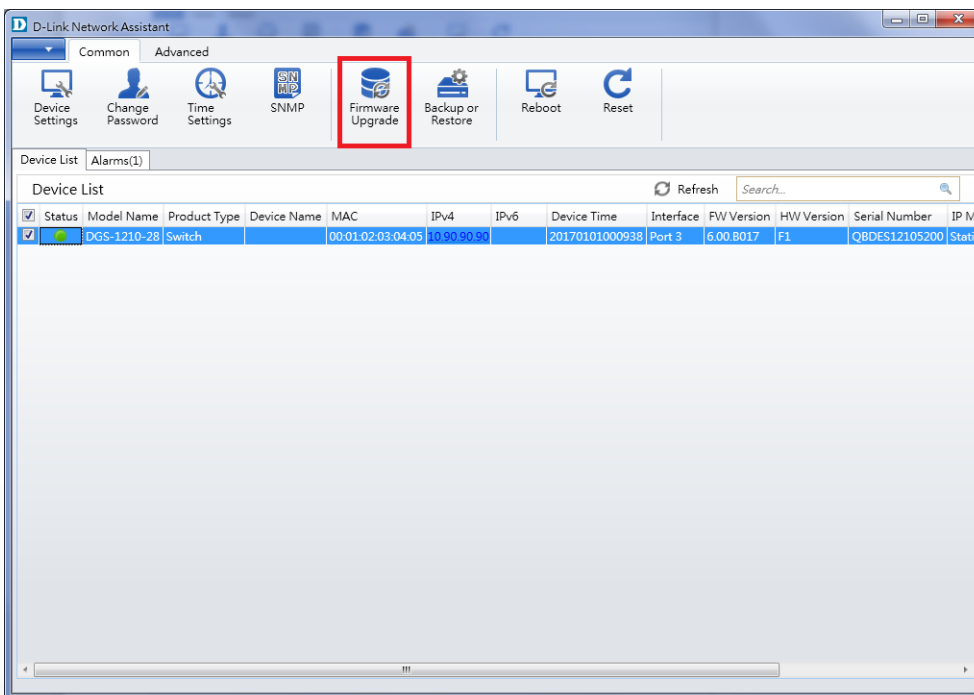 D D-Link Network Assistant
Common Advanced
Device Settings
Change Password
Time Settings
SNMP
SNMP
Firmware Upgrade
Backup or Restore
Reboot
Reset
Device List Alarms(1)
Device List Refresh Search...
Status Model Name Product Type Device Name MAC IPv4 IPv6 Device Time Interface FW Version HW Version Serial Number IP M
DGS-1210-28 Switch 00:01:02:03:04:05 10.90.90.90 20170101000938 Port 3 6.00.B017 F1 QBDES12105200 Stati